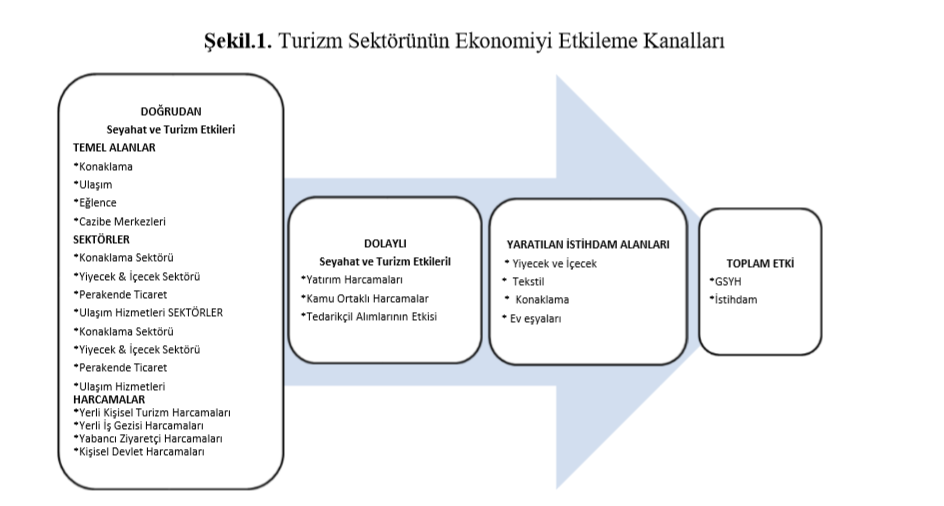 Şekil.1. Turizm Sektörünün Ekonomiyi Etkileme Kanalları
DOĞRUDAN
Seyahat ve Turizm Etkileri
TEMEL ALANLAR
*Konaklama
*Ulaşım
*Eğlence
*Cazibe Merkezleri
SEKTÖRLER
*Konaklama Sektörü
*Yiyecek & İçecek Sektörü
*Perakende Ticaret
*Ulaşım Hizmetleri SEKTÖRLER
*Konaklama Sektörü
*Yiyecek & İçecek Sektörü
*Perakende Ticaret
*Ulaşım Hizmetleri
HARCAMALAR
*Yerli Kişisel Turizm Harcamaları
*Yerli İş Gezisi Harcamaları
*Yabancı Ziyaretçi Harcamaları
*Kişisel Devlet Harcamaları
DOLAYLI
Seyahat ve Turizm Etkileriİl
*Yatırım Harcamaları
*Kamu Ortaklı Harcamalar
*Tedarikçil Alımlarının Etkisi
YARATILAN İSTİHDAM ALANLARI
* Yiyecek ve İçecek
* Tekstil
* Konaklama
* Ev eşyaları
TOPLAM ETKİ
*GSYH
*İstihdam